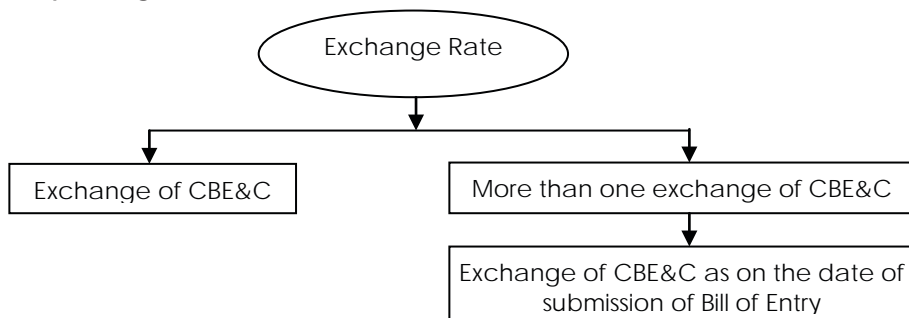 Exchange Rate
Exchange of CBE&C
More than one exchange of CBE&C
Exchange of CBE&C as on the date of
submission of Bill of Entry